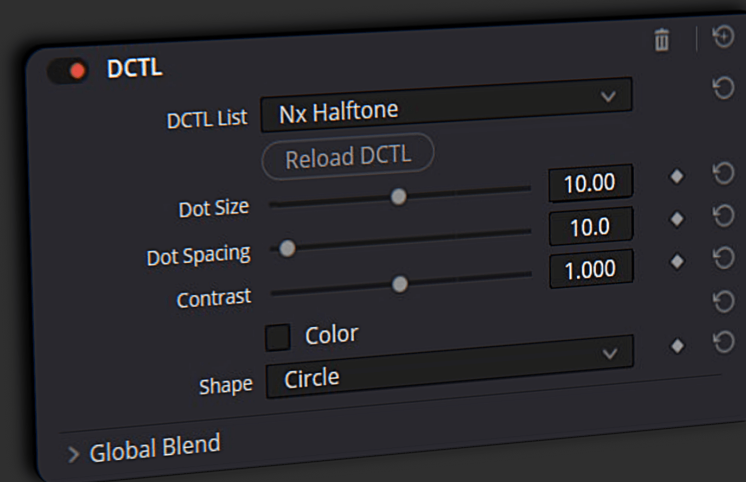 DCTL
DCTL List Nx Halftone
Reload DCTL
Dot Size 10.00
Dot Spacing 10.0
Contrast 1.000
Color
Shape Circle
Global Blend